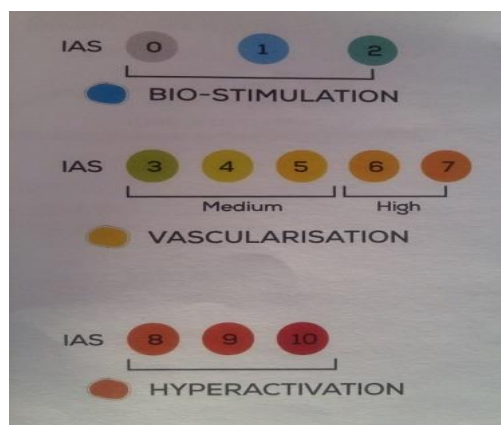 IAS 0 1 2
BIO-STIMULATION
IAS 3 4 5 6 7
Medium High
VASCULARISATION
IAS 8 9 10
HYPERACTIVATION